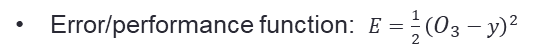 • Error/performance function: E = ½(O₃ − y)²